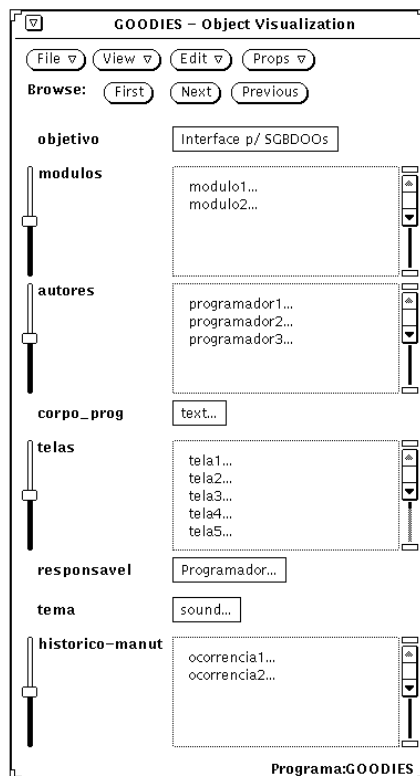 GOODIES – Object Visualization
File View Edit Props
Browse: First Next Previous
objetivo Interface p/ SGBDOOs
modulos
modulo1...
modulo2...
autores
programador1...
programador2...
programador3...
corpo_prog text...
telas
tela1...
tela2...
tela3...
tela4...
tela5...
responsavel Programador...
tema sound...
historico-manut
ocorrencia1...
ocorrencia2...
Programa:GOODIES